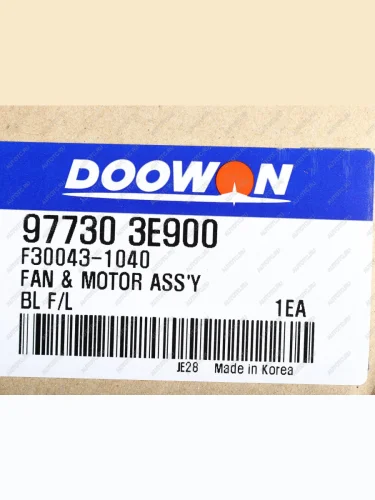 DOOWON
97730 3E900
F30043-1040
FAN & MOTOR ASS'Y
BL F/L 1EA
JE28 Made in Korea